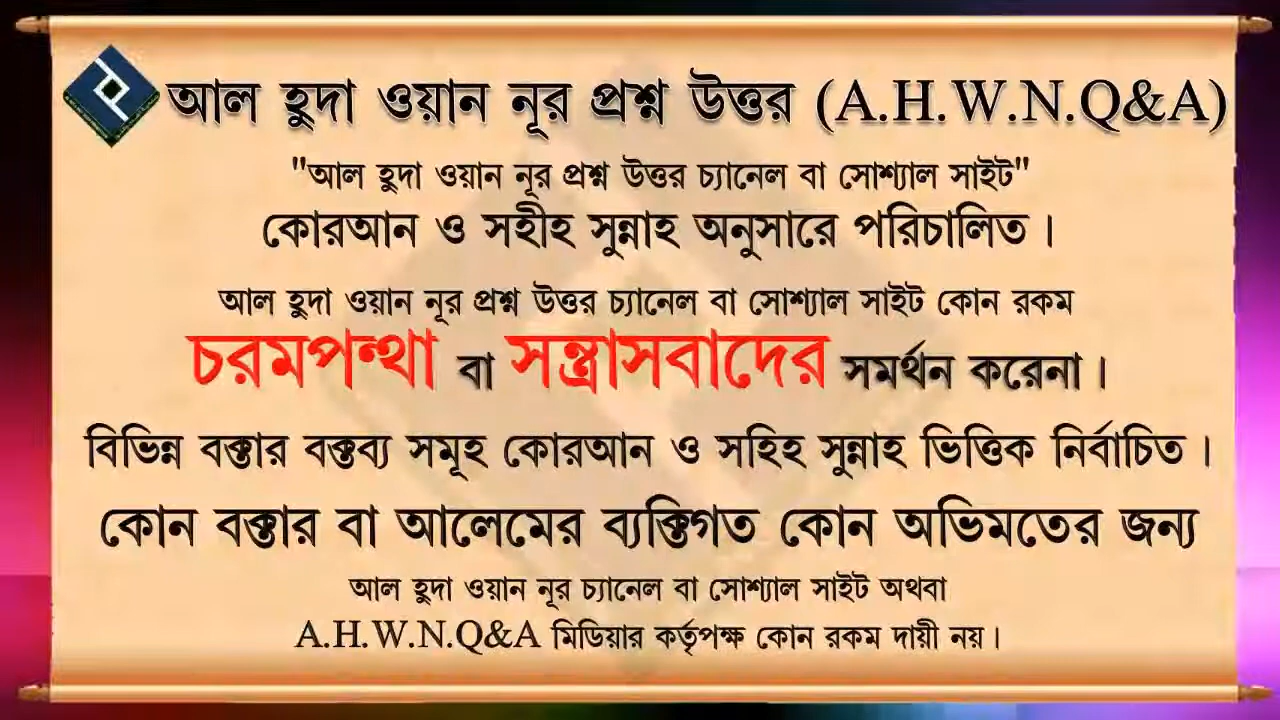 আল হুদা ওয়ান নূর প্রশ্ন উত্তর (A.H.W.N.Q&A)
"আল হুদা ওয়ান নূর প্রশ্ন উত্তর চ্যানেল বা সোশ্যাল সাইট"
কোরআন ও সহীহ সুন্নাহ অনুসারে পরিচালিত।
আল হুদা ওয়ান নূর প্রশ্ন উত্তর চ্যানেল বা সোশ্যাল সাইট কোন রকম
চরমপন্থা বা সন্ত্রাসবাদের সমর্থন করেনা।
বিভিন্ন বক্তার বক্তব্য সমূহ কোরআন ও সহিহ সুন্নাহ ভিত্তিক নির্বাচিত।
কোন বক্তার বা আলেমের ব্যক্তিগত কোন অভিমতের জন্য
আল হুদা ওয়ান নূর চ্যানেল বা সোশ্যাল সাইট অথবা
A.H.W.N.Q&A মিডিয়ার কর্তৃপক্ষ কোন রকম দায়ী নয়।